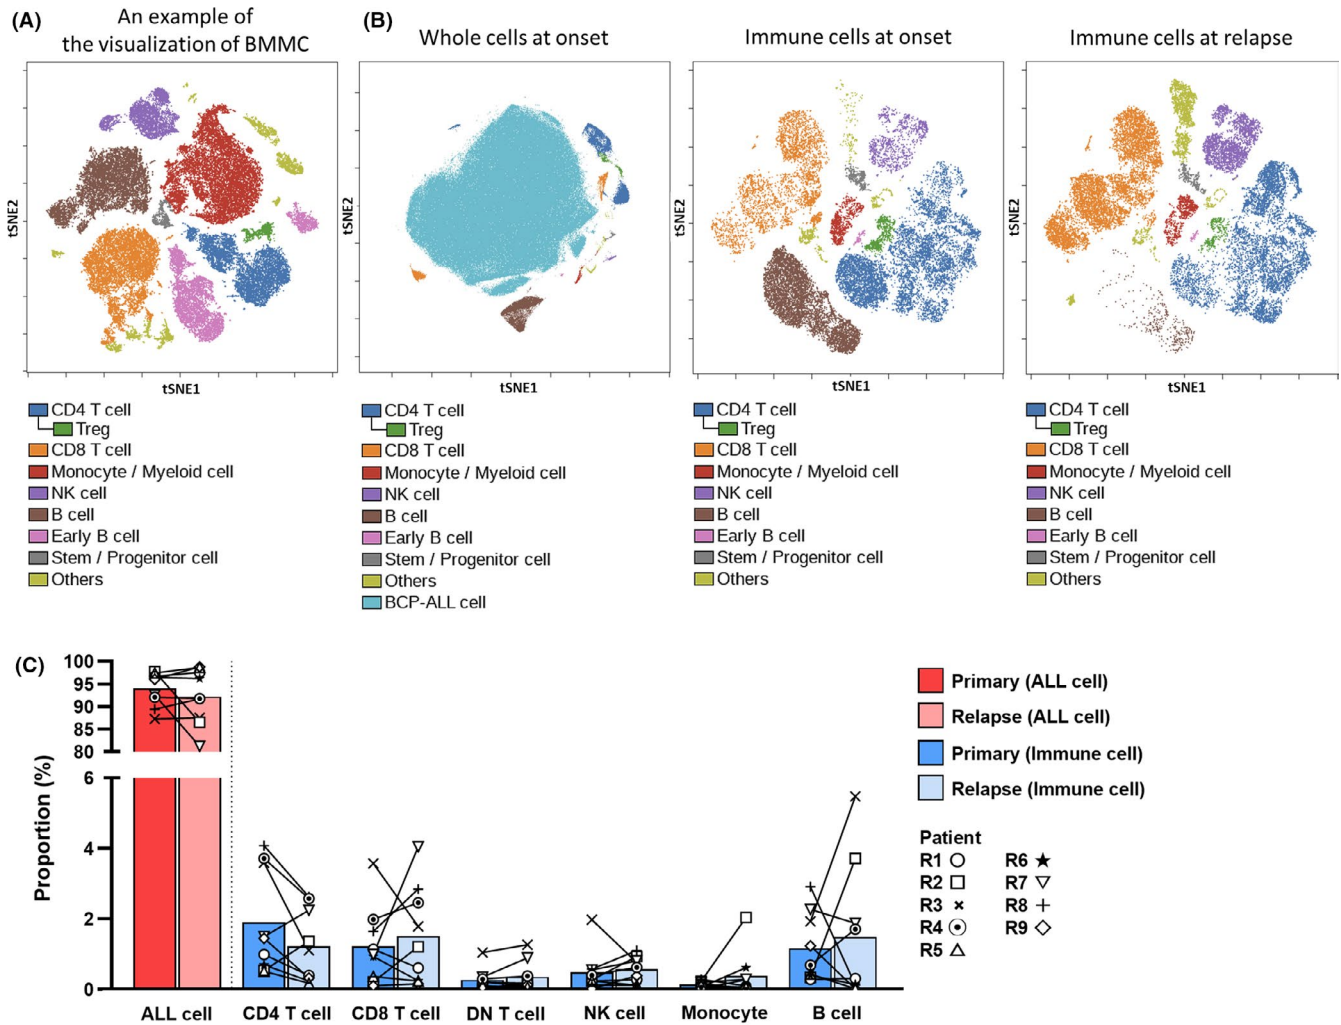 (A)
An example of
the visualization of BMMC
tSNE2
tSNE1
CD4 T cell
Treg
CD8 T cell
Monocyte / Myeloid cell
NK cell
B cell
Early B cell
Stem / Progenitor cell
Others
(B)
Whole cells at onset
tSNE2
tSNE1
CD4 T cell
Treg
CD8 T cell
Monocyte / Myeloid cell
NK cell
B cell
Early B cell
Stem / Progenitor cell
Others
BCP-ALL cell
Immune cells at onset
tSNE2
tSNE1
CD4 T cell
Treg
CD8 T cell
Monocyte / Myeloid cell
NK cell
B cell
Early B cell
Stem / Progenitor cell
Others
Immune cells at relapse
tSNE2
tSNE1
CD4 T cell
Treg
CD8 T cell
Monocyte / Myeloid cell
NK cell
B cell
Early B cell
Stem / Progenitor cell
Others
(C)
Proportion (%)
100
95
90
85
80
6
4
2
0
ALL cell
CD4 T cell
CD8 T cell
DN T cell
NK cell
Monocyte
B cell
Primary (ALL cell)
Relapse (ALL cell)
Primary (Immune cell)
Relapse (Immune cell)
Patient
R1
R2
R3
R4
R5
R6
R7
R8
R9